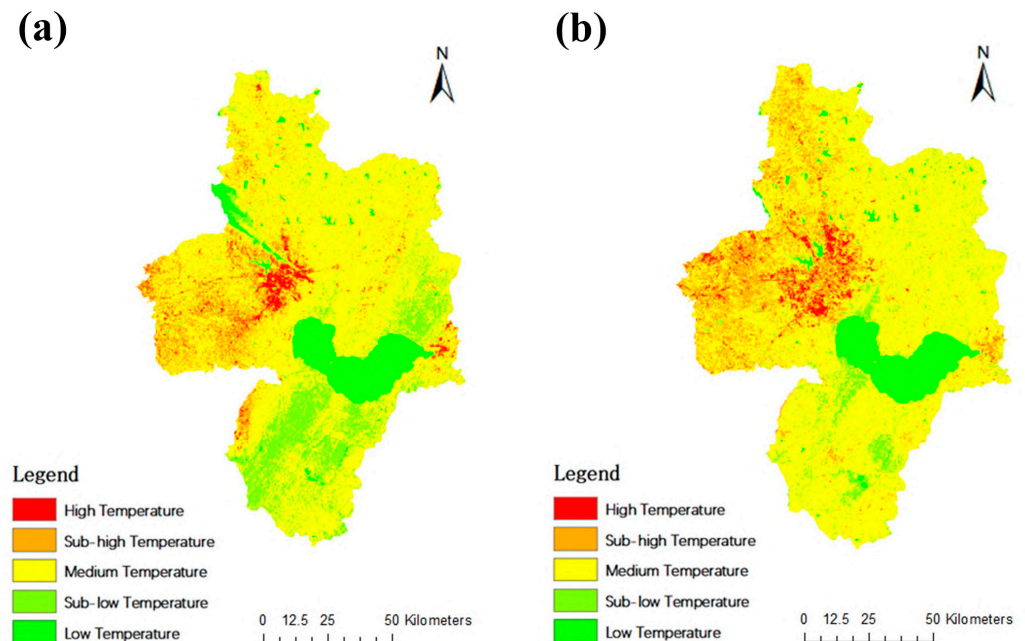 (a)
(b)
N
N
Legend
High Temperature
Sub-high Temperature
Medium Temperature
Sub-low Temperature
Low Temperature
0 12.5 25 50 Kilometers
Legend
High Temperature
Sub-high Temperature
Medium Temperature
Sub-low Temperature
Low Temperature
0 12.5 25 50 Kilometers